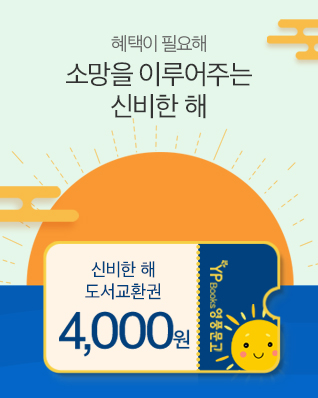 혜택이 필요해
소망을 이루어주는
신비한 해
신비한 해
도서교환권
4,000원
YP Books 영풍문고